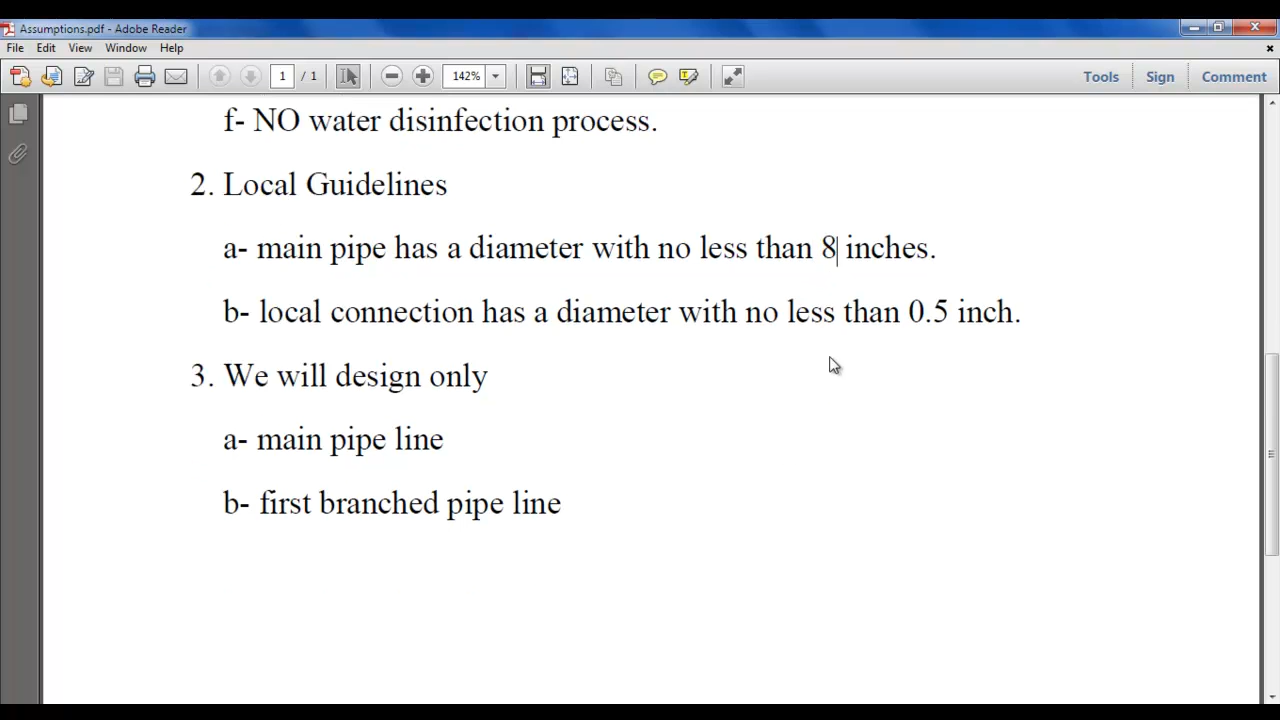 Assumptions.pdf - Adobe Reader
File Edit View Window Help
1 / 1 142% Tools Sign Comment
f- NO water disinfection process.
2. Local Guidelines
a- main pipe has a diameter with no less than 8 inches.
b- local connection has a diameter with no less than 0.5 inch.
3. We will design only
a- main pipe line
b- first branched pipe line